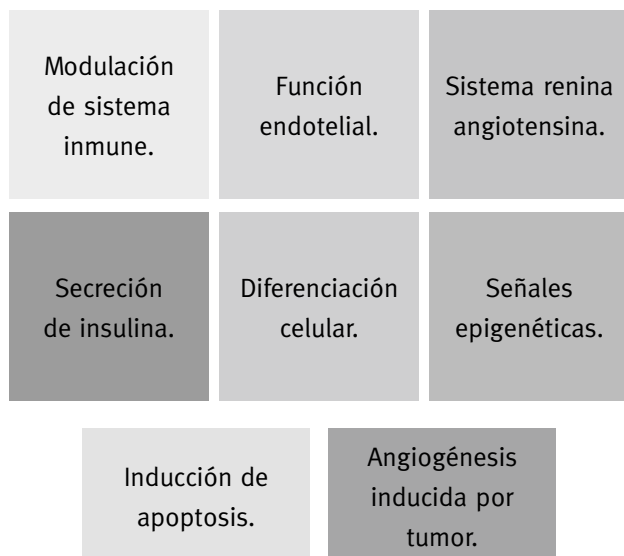 Modulación
de sistema
inmune.
Función
endotelial.
Sistema renina
angiotensina.
Secreción
de insulina.
Diferenciación
celular.
Señales
epigenéticas.
Inducción de
apoptosis.
Angiogénesis
inducida por
tumor.